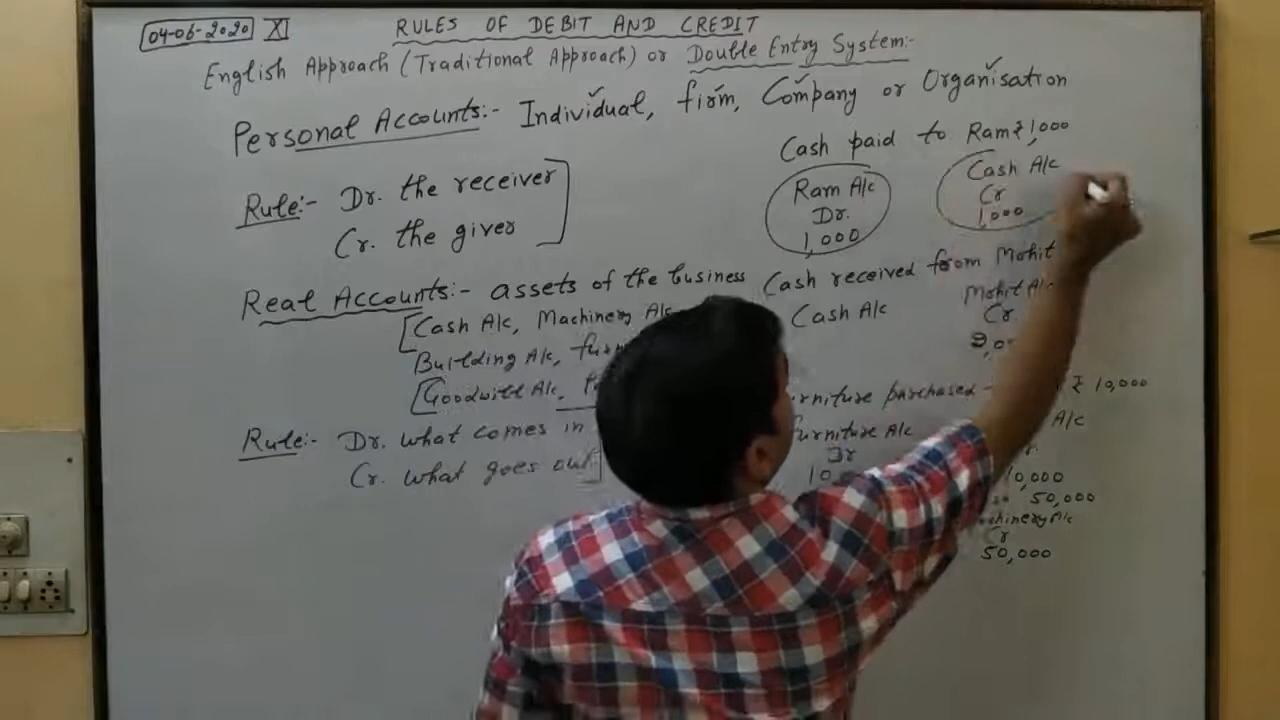 04-06-2020 XI RULES OF DEBIT AND CREDIT
English Approach (Traditional Approach) or Double Entry System:-
Personal Accounts:- Individual, firm, Company or Organisation
Cash paid to Ram ₹ 1,000
Rule:- Dr. the receiver
Cr. the giver
Ram A/c
Dr.
1,000
Cash A/c
Cr
1,000
Real Accounts:- assets of the business
[Cash A/c, Machinery A/c
Building A/c,
[Goodwill A/c,
Rule:- Dr. what comes in
Cr. what goes out]
Cash received from Mohit
Cash A/c
Mohit A/c
Cr.
purchased - ₹ 10,000
A/c
Dr
10,000
50,000
A/c
Cr
50,000